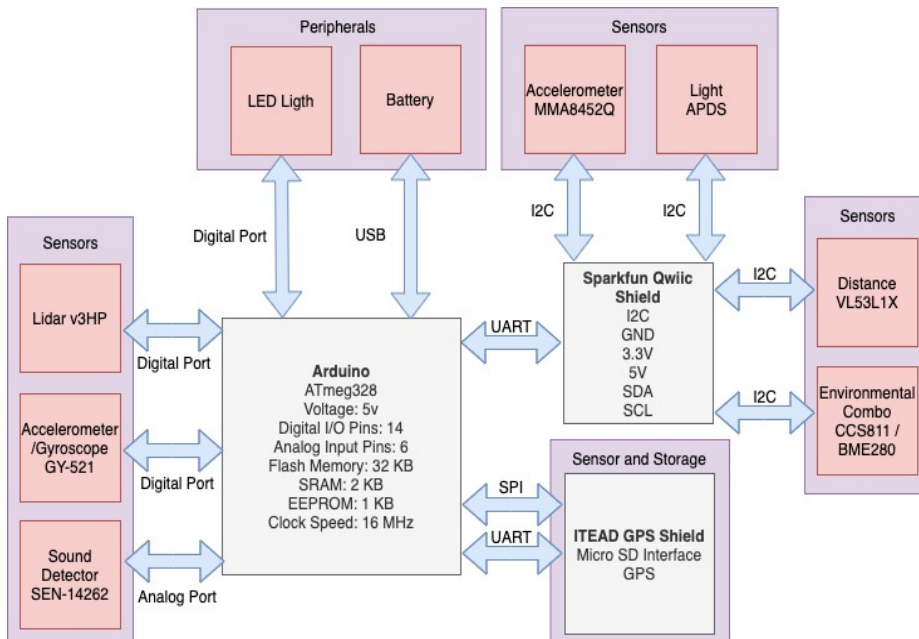 Peripherals
LED Ligth
Battery
Sensors
Accelerometer
MMA8452Q
Light
APDS
Digital Port
USB
I2C
I2C
Sensors
Lidar v3HP
Digital Port
Accelerometer
/Gyroscope
GY-521
Digital Port
Sound
Detector
SEN-14262
Analog Port
Arduino
ATmeg328
Voltage: 5v
Digital I/O Pins: 14
Analog Input Pins: 6
Flash Memory: 32 KB
SRAM: 2 KB
EEPROM: 1 KB
Clock Speed: 16 MHz
UART
Sparkfun Qwiic
Shield
I2C
GND
3.3V
5V
SDA
SCL
I2C
I2C
Sensors
Distance
VL53L1X
Environmental
Combo
CCS811 /
BME280
SPI
UART
Sensor and Storage
ITEAD GPS Shield
Micro SD Interface
GPS